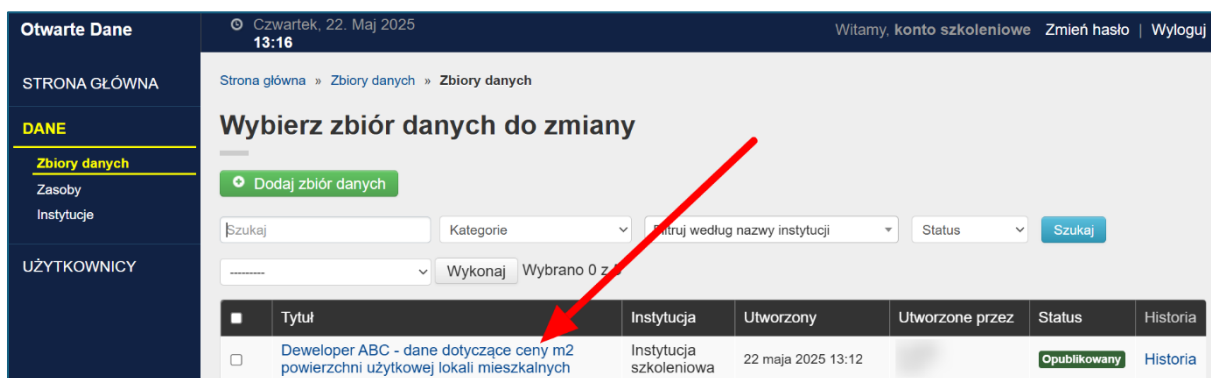 Otwarte Dane
Czwartek, 22. Maj 2025
13:16
Witamy, konto szkoleniowe Zmień hasło | Wyloguj
STRONA GŁÓWNA
DANE
Zbiory danych
Zasoby
Instytucje
UŻYTKOWNICY
Strona główna » Zbiory danych » Zbiory danych
Wybierz zbiór danych do zmiany
Dodaj zbiór danych
Szukaj Kategorie Filtruj według nazwy instytucji Status Szukaj
--------- Wykonaj Wybrano 0 z
Tytuł Instytucja Utworzony Utworzone przez Status Historia
Deweloper ABC - dane dotyczące ceny m2 Instytucja 22 maja 2025 13:12 Opublikowany Historia
powierzchni użytkowej lokali mieszkalnych szkoleniowa